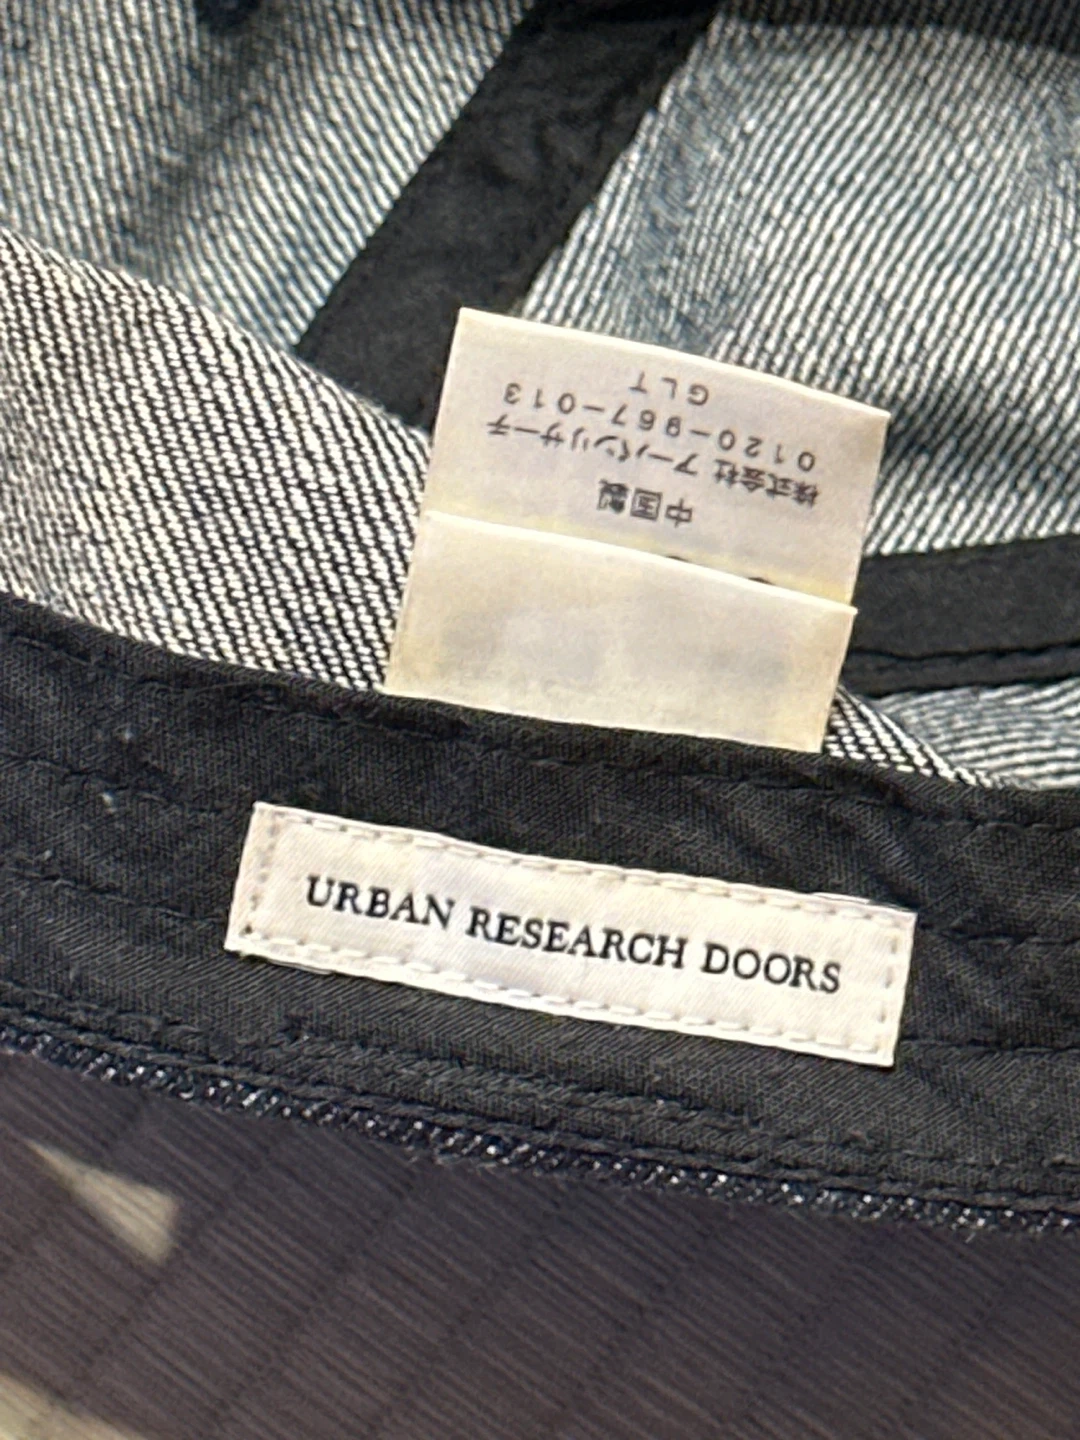 中国製
株式会社 アーバンリサーチ
0120-967-013
GLT
URBAN RESEARCH DOORS